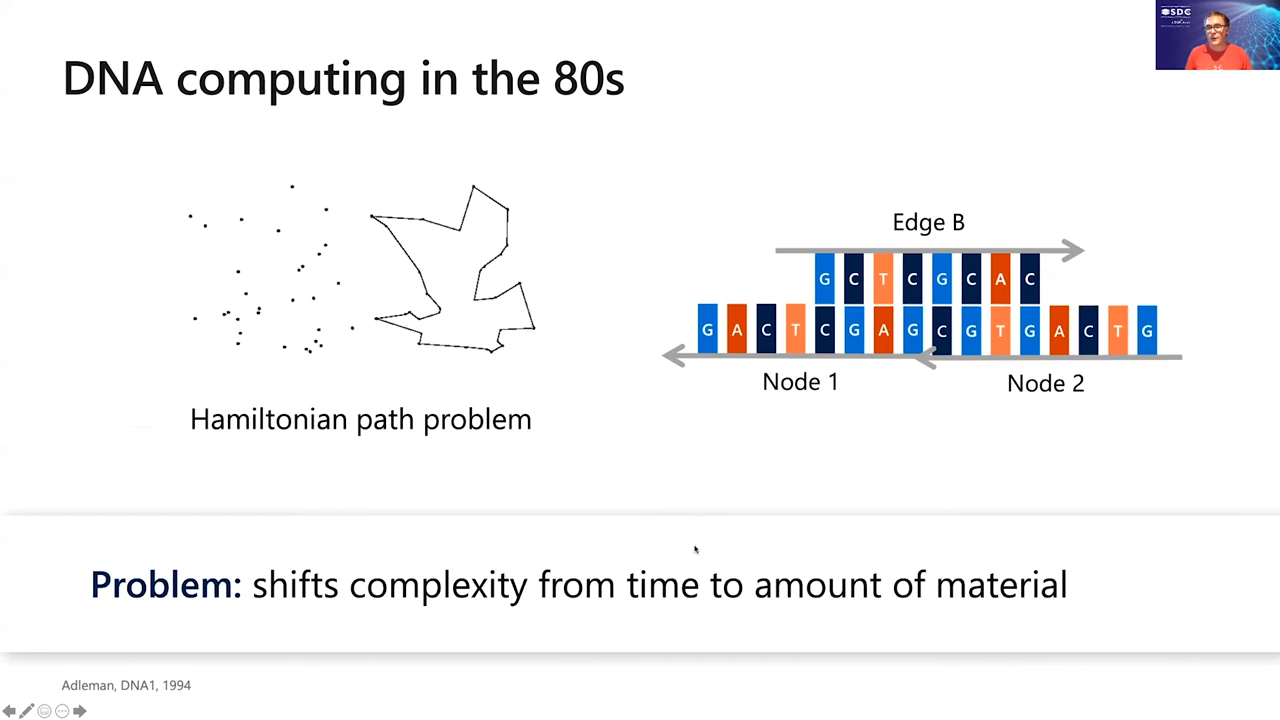 DNA computing in the 80s
SDC
Edge B
G C T C G C A C
G A C T C G A G C G T G A C T G
Node 1
Node 2
Hamiltonian path problem
Problem: shifts complexity from time to amount of material
Adleman, DNA1, 1994